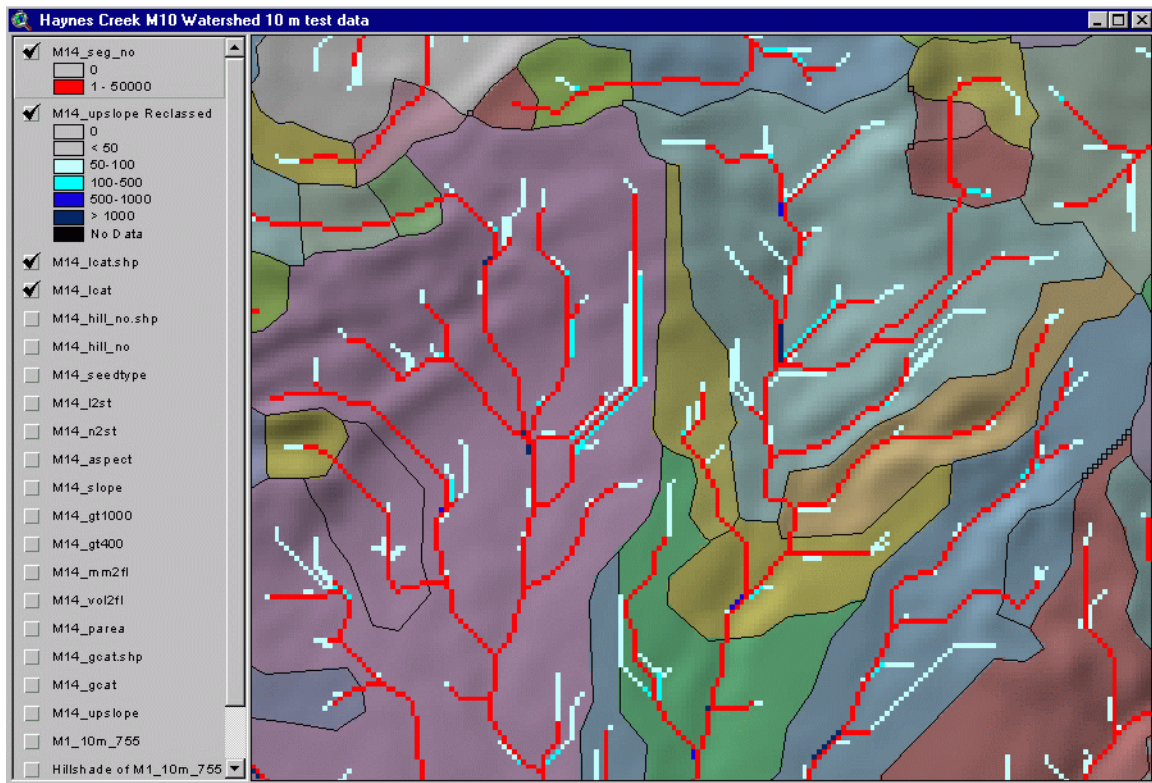 Haynes Creek M10 Watershed 10 m test data
M14_seg_no
0
1 - 50000
M14_upslope Reclassed
0
< 50
50-100
100-500
500-1000
> 1000
No Data
M14_lcat.shp
M14_lcat
M14_hill_no.shp
M14_hill_no
M14_seedtype
M14_l2st
M14_n2st
M14_aspect
M14_slope
M14_gt1000
M14_gt400
M14_mm2fl
M14_vol2fl
M14_parea
M14_gcat.shp
M14_gcat
M14_upslope
M1_10m_755
Hillshade of M1_10m_755